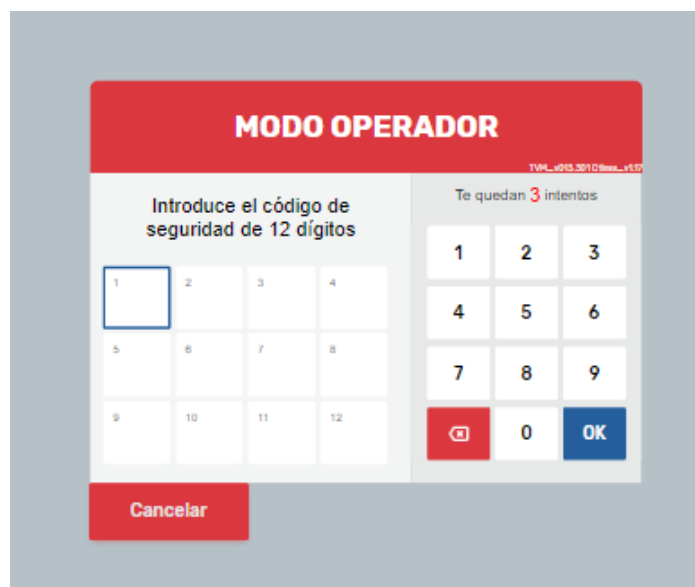 MODO OPERADOR
Introduce el código de
seguridad de 12 dígitos
1 2 3 4
5 6 7 8
9 10 11 12
Te quedan 3 intentos
1 2 3
4 5 6
7 8 9
0 OK
Cancelar